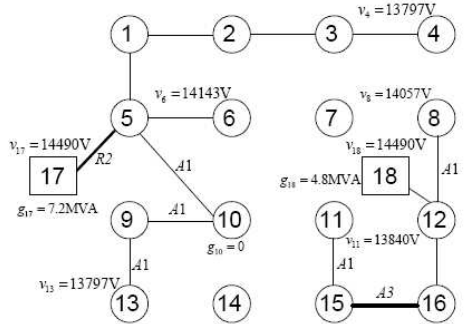 v₄ = 13797V
1
2
3
4
v₆ = 14143V
v₈ = 14057V
5
6
7
8
v₁₇ = 14490V
R2
v₁₈ = 14490V
17
A1
18
A1
g₁₈ = 4.8MVA
g₁₇ = 7.2MVA
9
A1
10
11
12
g₁₀ = 0
v₁₁ = 13840V
A1
A1
v₁₃ = 13797V
A3
13
14
15
16